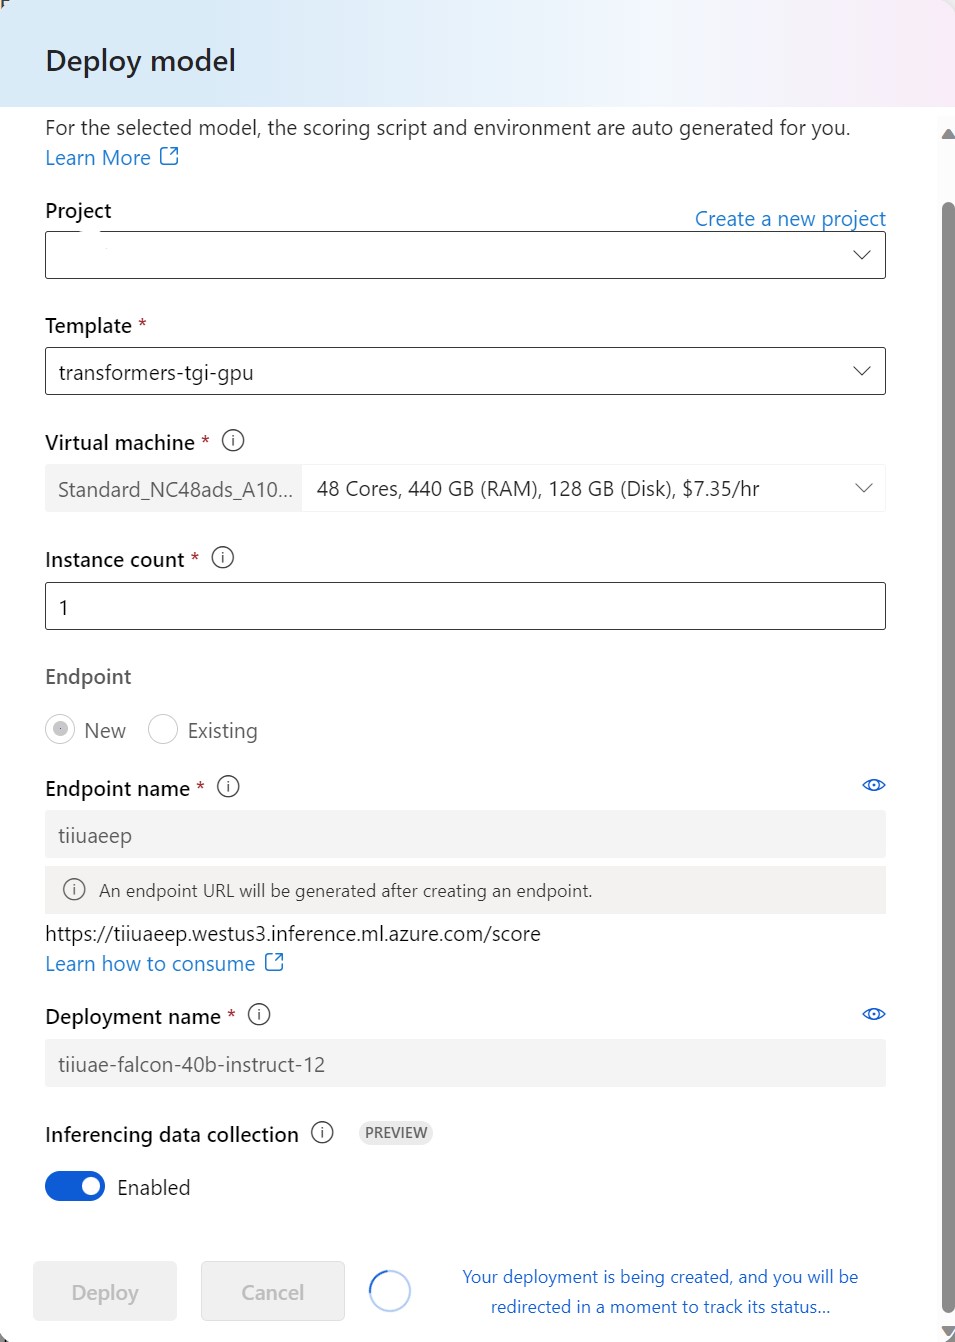 Deploy model
For the selected model, the scoring script and environment are auto generated for you.
Learn More
Project
Create a new project
Template *
transformers-tgi-gpu
Virtual machine *
Standard_NC48ads_A10... 48 Cores, 440 GB (RAM), 128 GB (Disk), $7.35/hr
Instance count *
1
Endpoint
New Existing
Endpoint name *
tiiuaeep
An endpoint URL will be generated after creating an endpoint.
https://tiiuaeep.westus3.inference.ml.azure.com/score
Learn how to consume
Deployment name *
tiiuae-falcon-40b-instruct-12
Inferencing data collection PREVIEW
Enabled
Deploy Cancel
Your deployment is being created, and you will be
redirected in a moment to track its status...